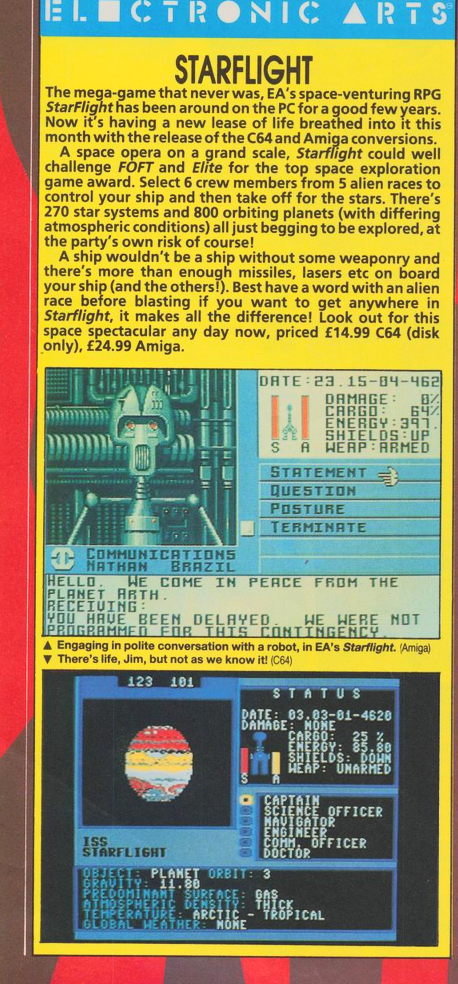 ELECTRONIC ARTS
STARFLIGHT
The mega-game that never was, EA's space-venturing RPG
StarFlight has been around on the PC for a good few years.
Now it's having a new lease of life breathed into it this
month with the release of the C64 and Amiga conversions.
A space opera on a grand scale, Starflight could well
challenge FOFT and Elite for the top space exploration
game award. Select 6 crew members from 5 alien races to
control your ship and then take off for the stars. There's
270 star systems and 800 orbiting planets (with differing
atmospheric conditions) all just begging to be explored, at
the party's own risk of course!
A ship wouldn't be a ship without some weaponry and
there's more than enough missiles, lasers etc on board
your ship (and the others!). Best have a word with an alien
race before blasting if you want to get anywhere in
Starflight, it makes all the difference! Look out for this
space spectacular any day now, priced £14.99 C64 (disk
only), £24.99 Amiga.
DATE:23.15-04-462
DAMAGE: 0%
CARGO: 64%
ENERGY:397.
SHIELDS:UP
S A WEAP:ARMED
STATEMENT
QUESTION
POSTURE
TERMINATE
COMMUNICATIONS
NATHAN BRAZIL
HELLO. WE COME IN PEACE FROM THE
PLANET ARTH.
RECEIVING:
YOU HAVE BEEN DELAYED. WE WERE NOT
PROGRAMMED FOR THIS CONTINGENCY.
▲ Engaging in polite conversation with a robot, in EA's Starflight. (Amiga)
▼ There's life, Jim, but not as we know it! (C64)
123 101
STATUS
DATE: 03.03-01-4620
DAMAGE: NONE
CARGO: 25 %
ENERGY: 85.80
SHIELDS: DOWN
WEAP: UNARMED
S A
CAPTAIN
SCIENCE OFFICER
NAVIGATOR
ENGINEER
COMM. OFFICER
DOCTOR
ISS
STARFLIGHT
OBJECT: PLANET ORBIT: 3
GRAVITY: 11.80
PREDOMINANT SURFACE: GAS
ATMOSPHERIC DENSITY: THICK
TEMPERATURE: ARCTIC - TROPICAL
GLOBAL WEATHER: NONE